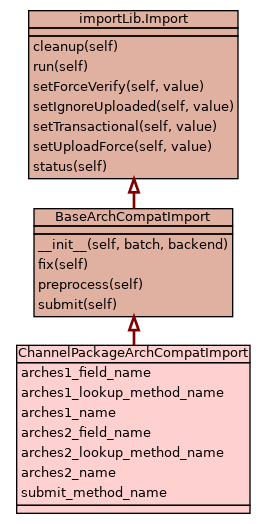 importLib.Import
cleanup(self)
run(self)
setForceVerify(self, value)
setIgnoreUploaded(self, value)
setTransactional(self, value)
setUploadForce(self, value)
status(self)
BaseArchCompatImport
__init__(self, batch, backend)
fix(self)
preprocess(self)
submit(self)
ChannelPackageArchCompatImport
arches1_field_name
arches1_lookup_method_name
arches1_name
arches2_field_name
arches2_lookup_method_name
arches2_name
submit_method_name